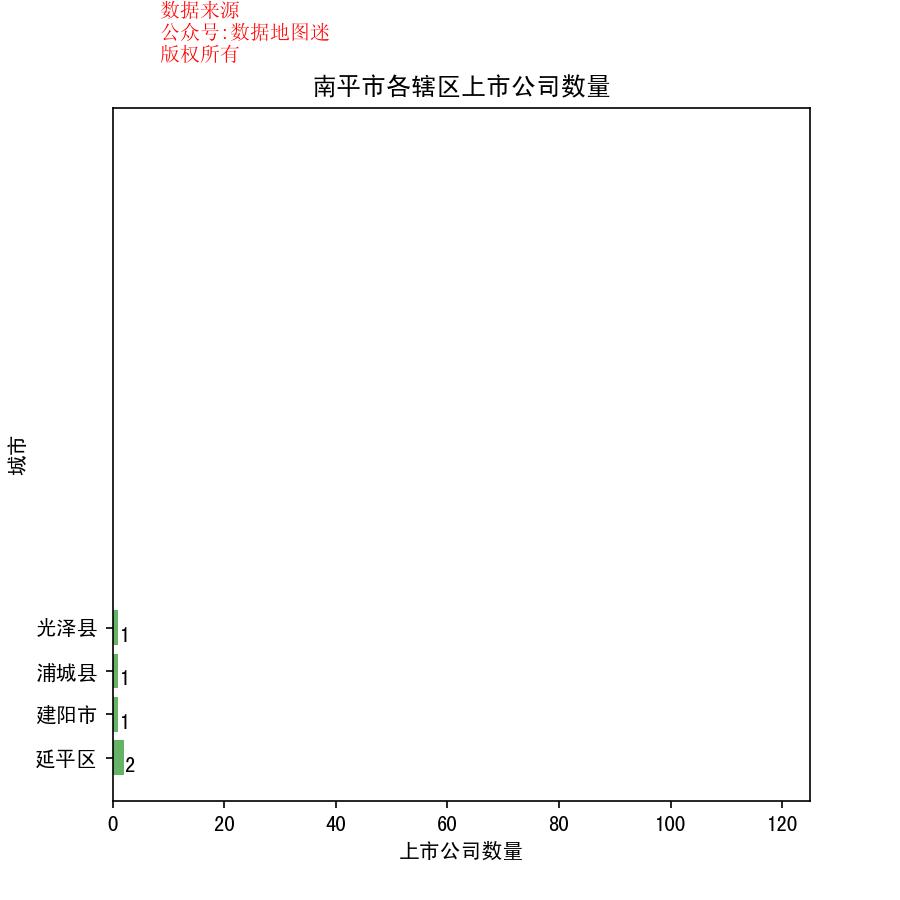 数据来源
公众号:数据地图迷
版权所有
南平市各辖区上市公司数量
城市
光泽县
1
浦城县
1
建阳市
1
延平区
2
0 20 40 60 80 100 120
上市公司数量